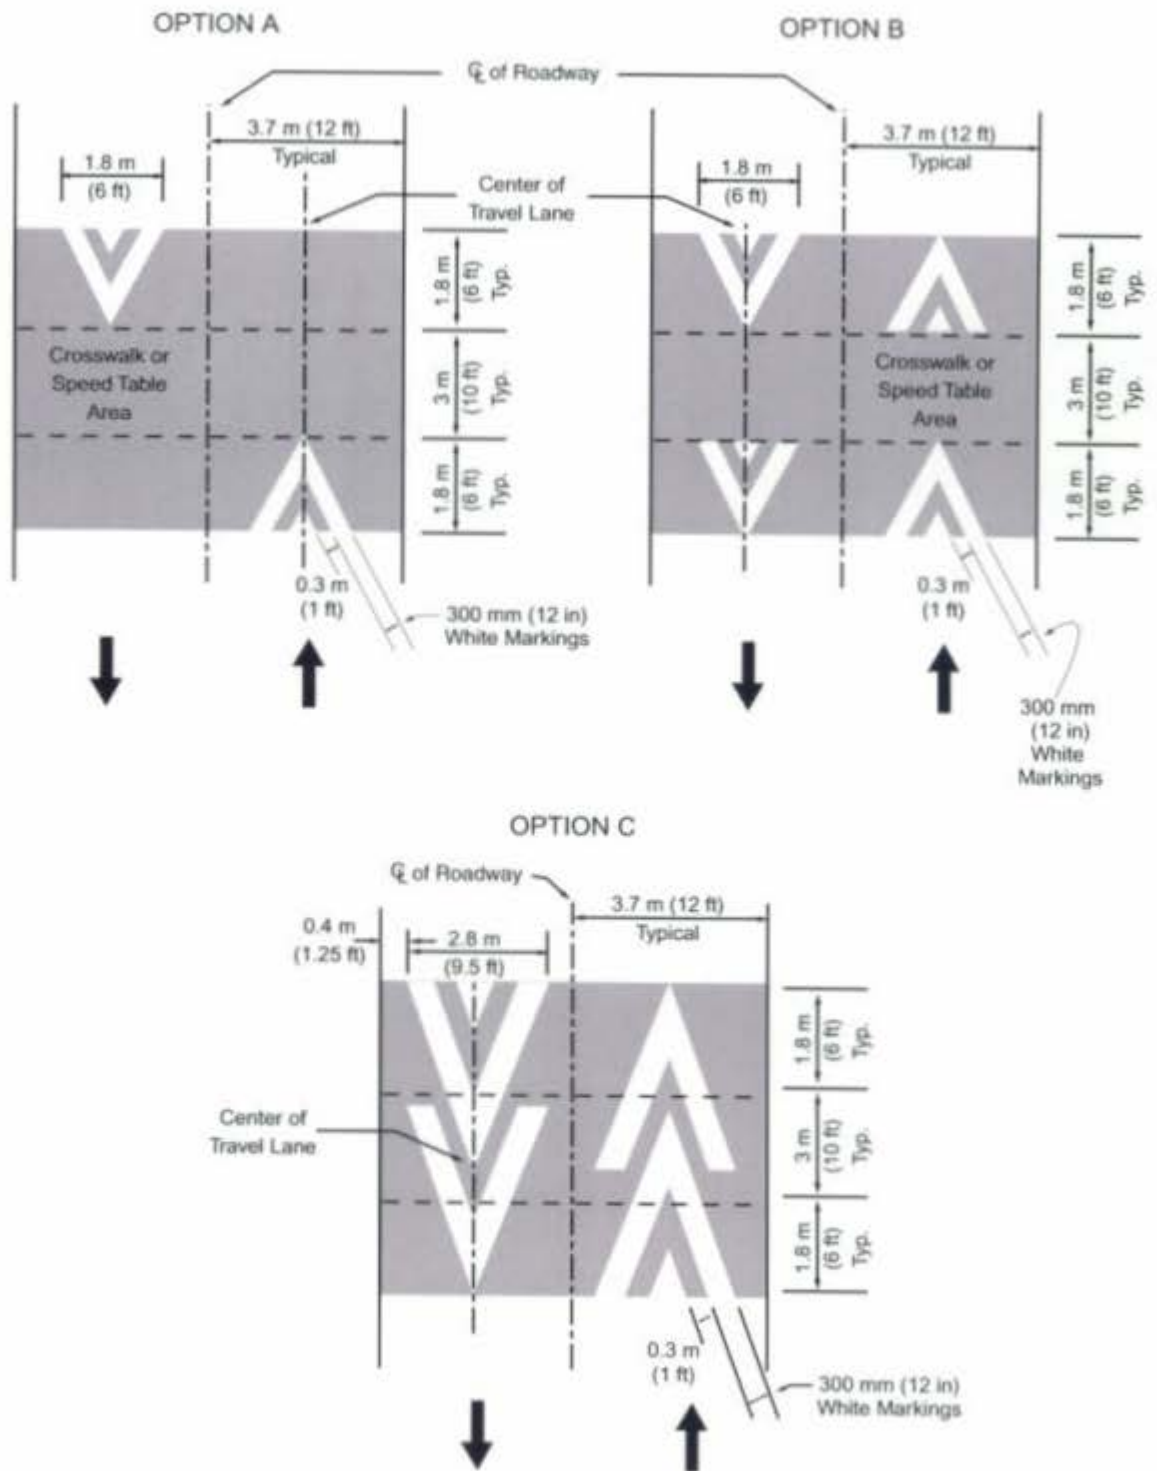 OPTION A
OPTION B
℄ of Roadway
3.7 m (12 ft)
Typical
3.7 m (12 ft)
Typical
1.8 m
(6 ft)
1.8 m
(6 ft)
Center of
Travel Lane
1.8 m
(6 ft)
Typ.
3 m
(10 ft)
Typ.
1.8 m
(6 ft)
Typ.
1.8 m
(6 ft)
Typ.
3 m
(10 ft)
Typ.
1.8 m
(6 ft)
Typ.
Crosswalk or
Speed Table
Area
Crosswalk or
Speed Table
Area
0.3 m
(1 ft)
300 mm (12 in)
White Markings
0.3 m
(1 ft)
300 mm
(12 in)
White
Markings
OPTION C
℄ of Roadway
3.7 m (12 ft)
Typical
0.4 m
(1.25 ft)
2.8 m
(9.5 ft)
1.8 m
(6 ft)
Typ.
Center of
Travel Lane
3 m
(10 ft)
Typ.
1.8 m
(6 ft)
Typ.
0.3 m
(1 ft)
300 mm (12 in)
White Markings